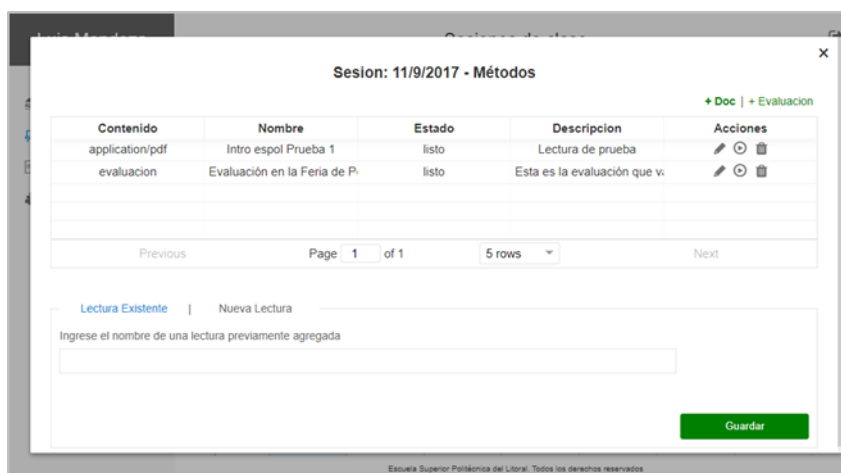 ×
Sesion: 11/9/2017 - Métodos
+ Doc | + Evaluacion
Contenido Nombre Estado Descripcion Acciones
application/pdf Intro espol Prueba 1 listo Lectura de prueba
evaluacion Evaluación en la Feria de P listo Esta es la evaluación que va
Previous Page 1 of 1 5 rows Next
Lectura Existente | Nueva Lectura
Ingrese el nombre de una lectura previamente agregada
Guardar
Escuela Superior Politécnica del Litoral. Todos los derechos reservados